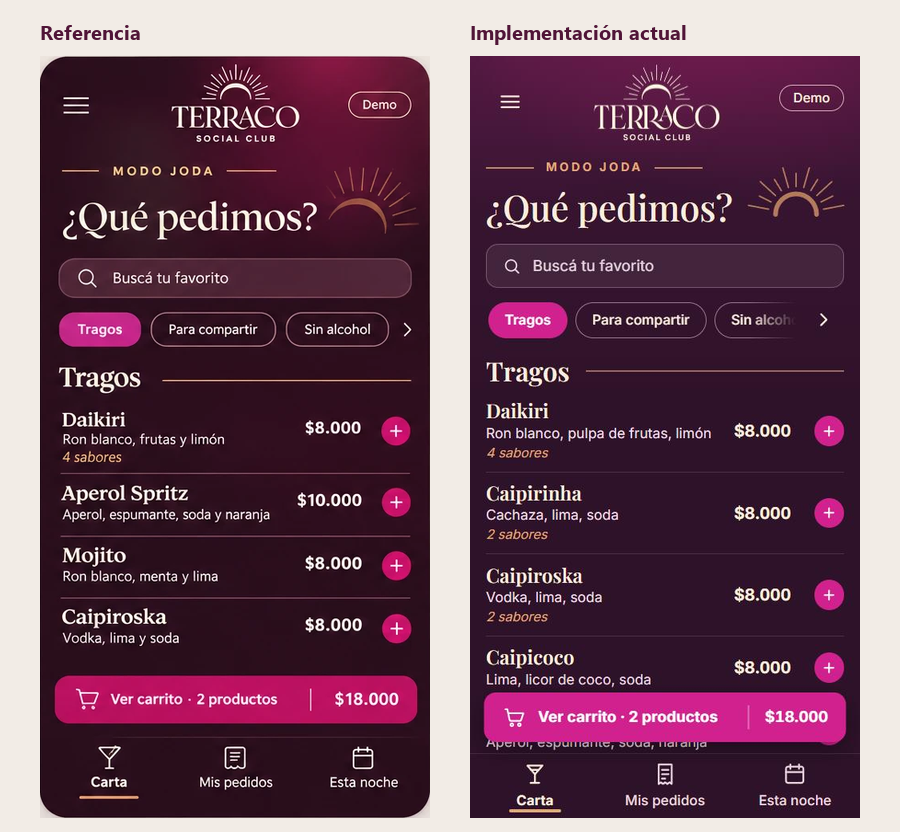 Referencia
TERRACO
SOCIAL CLUB
Demo
MODO JODA
¿Qué pedimos?
Buscá tu favorito
Tragos
Para compartir
Sin alcohol
Tragos
Daikiri
Ron blanco, frutas y limón
4 sabores
$8.000
Aperol Spritz
Aperol, espumante, soda y naranja
$10.000
Mojito
Ron blanco, menta y lima
$8.000
Caipiroska
Vodka, lima y soda
$8.000
Ver carrito · 2 productos
$18.000
Carta
Mis pedidos
Esta noche
Implementación actual
TERRACO
SOCIAL CLUB
Demo
MODO JODA
¿Qué pedimos?
Buscá tu favorito
Tragos
Para compartir
Sin alcoh
Tragos
Daikiri
Ron blanco, pulpa de frutas, limón
4 sabores
$8.000
Caipirinha
Cachaza, lima, soda
2 sabores
$8.000
Caipiroska
Vodka, lima, soda
2 sabores
$8.000
Caipicoco
Lima, licor de coco, soda
$8.000
Ver carrito · 2 productos
$18.000
Aperol, espumante, soda, naranja
Carta
Mis pedidos
Esta noche